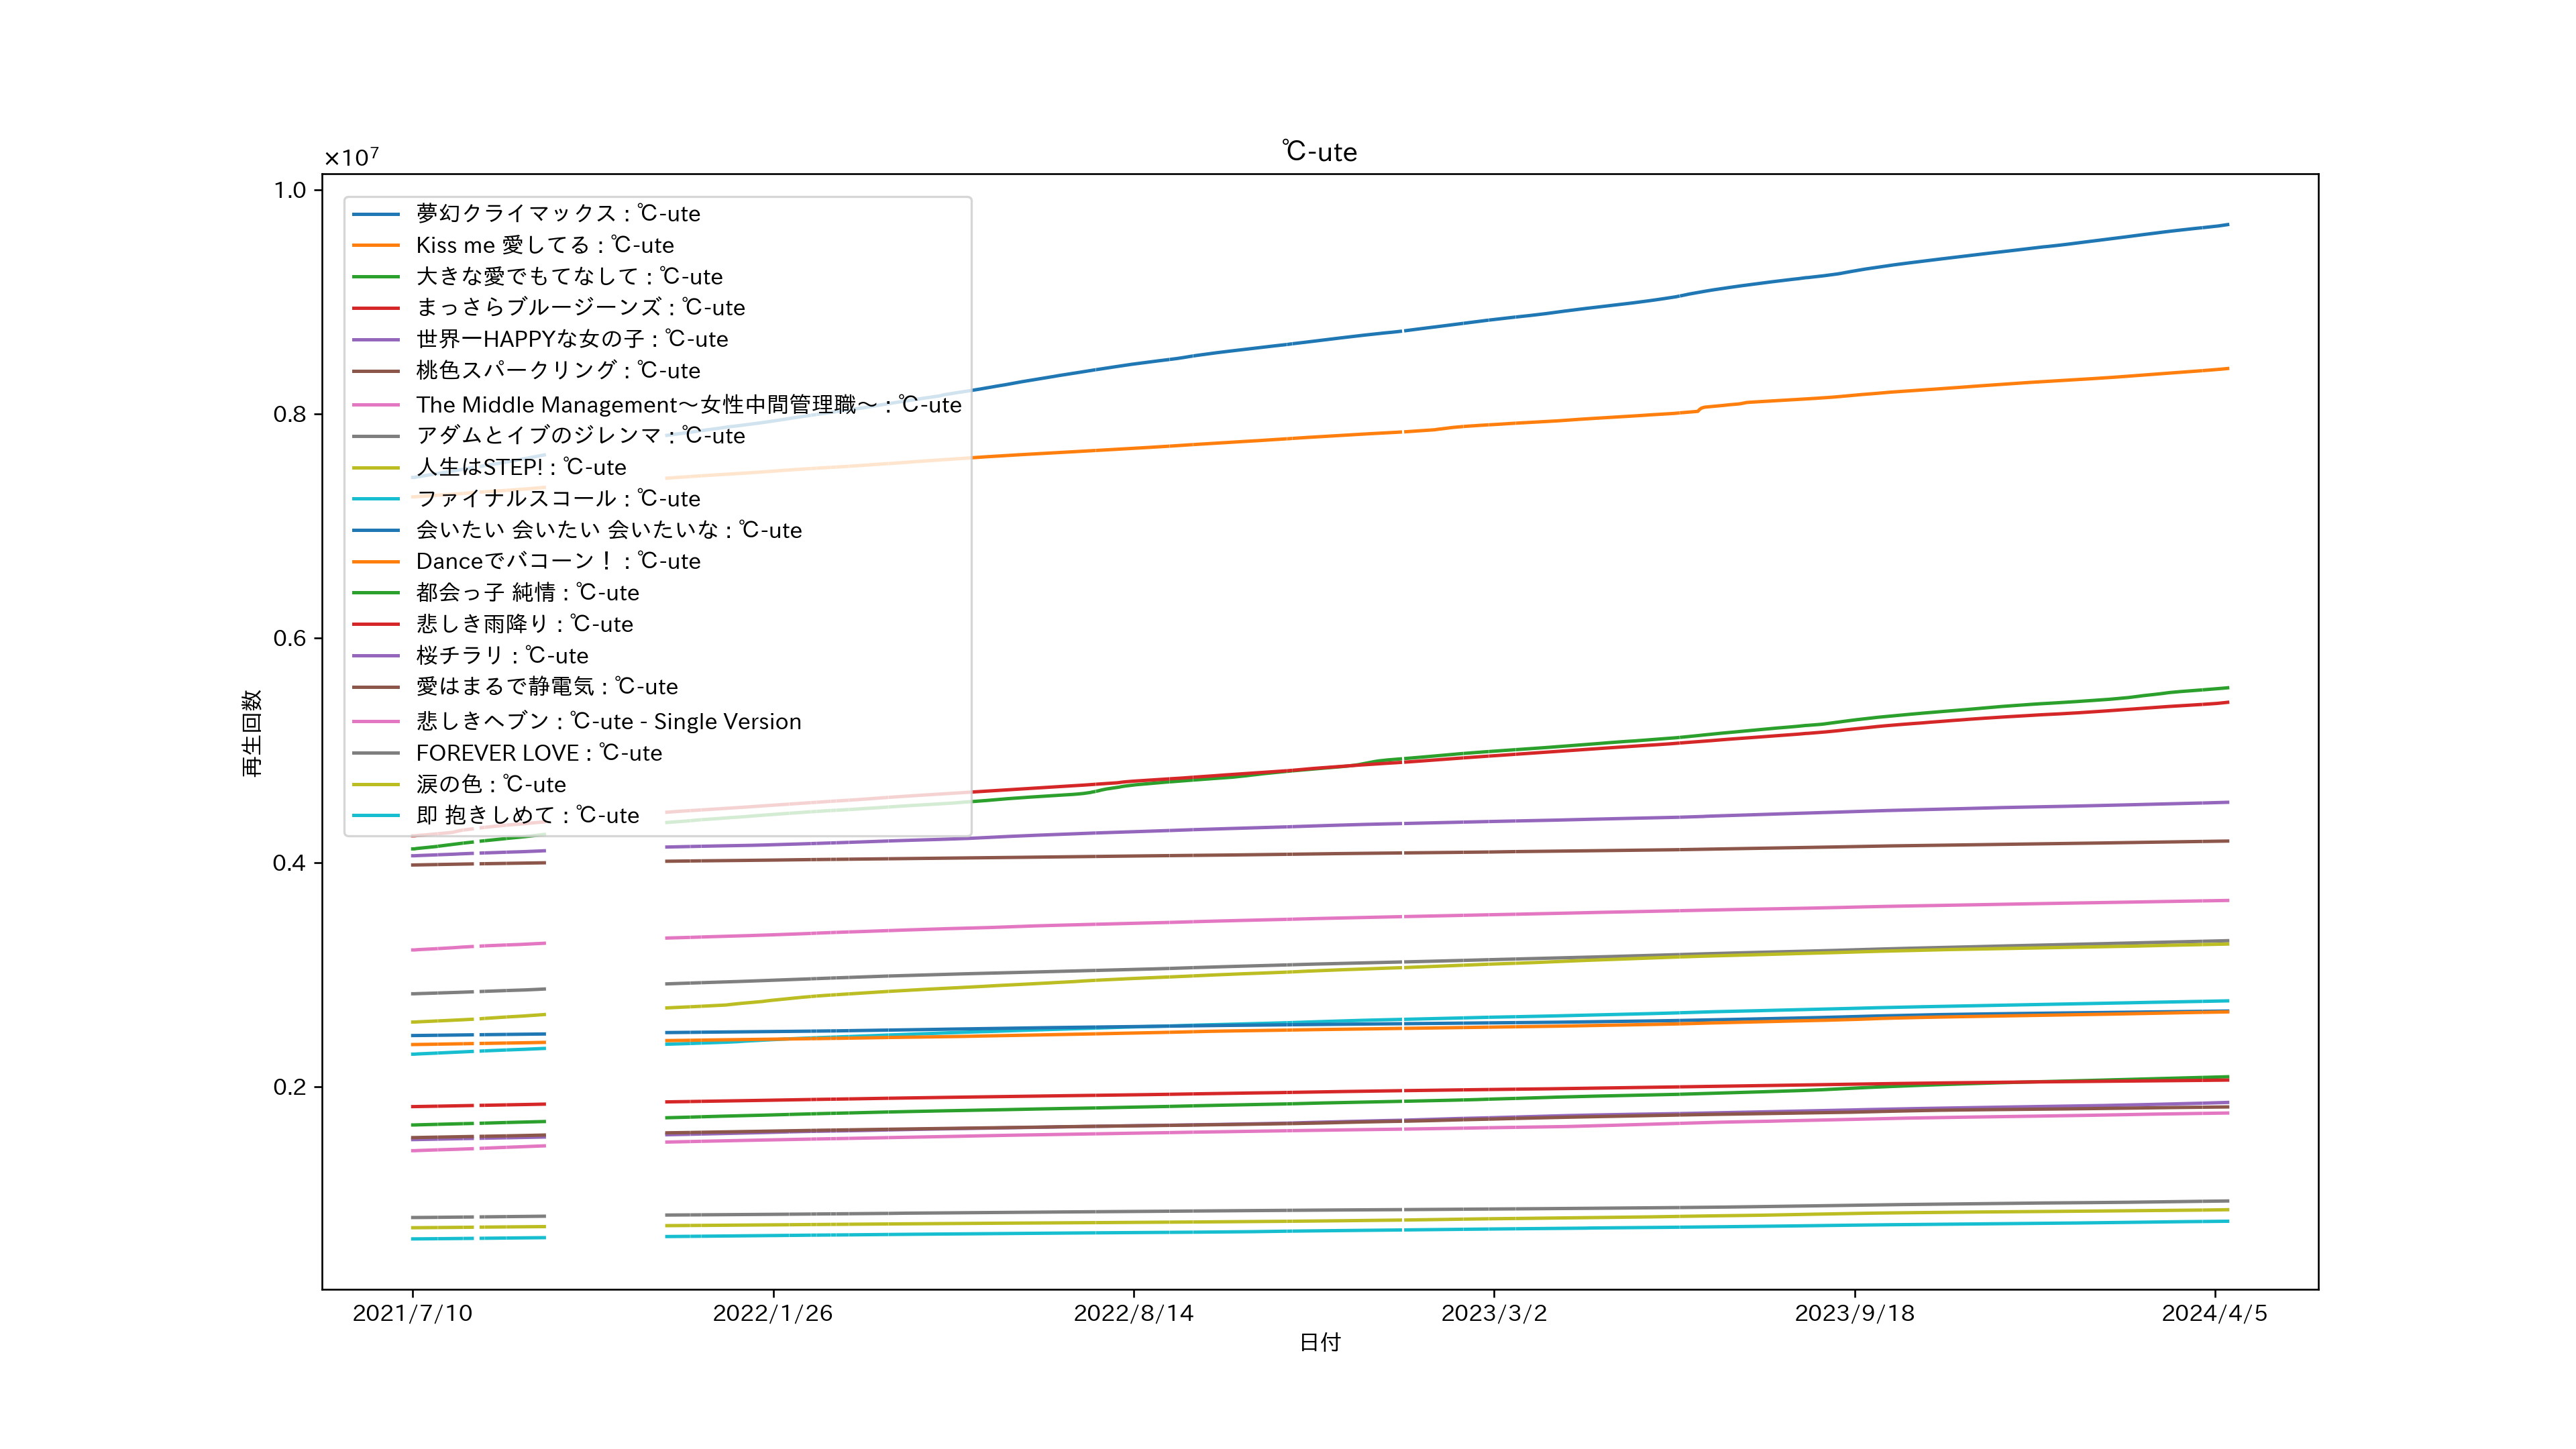 ℃-ute
×10⁷
1.0
0.8
0.6
0.4
0.2
再生回数
夢幻クライマックス : ℃-ute
Kiss me 愛してる : ℃-ute
大きな愛でもてなして : ℃-ute
まっさらブルージーンズ : ℃-ute
世界一HAPPYな女の子 : ℃-ute
桃色スパークリング : ℃-ute
The Middle Management〜女性中間管理職〜 : ℃-ute
アダムとイブのジレンマ : ℃-ute
人生はSTEP! : ℃-ute
ファイナルスコール : ℃-ute
会いたい 会いたい 会いたいな : ℃-ute
Danceでバコーン！ : ℃-ute
都会っ子 純情 : ℃-ute
悲しき雨降り : ℃-ute
桜チラリ : ℃-ute
愛はまるで静電気 : ℃-ute
悲しきヘブン : ℃-ute - Single Version
FOREVER LOVE : ℃-ute
涙の色 : ℃-ute
即 抱きしめて : ℃-ute
2021/7/10
2022/1/26
2022/8/14
2023/3/2
2023/9/18
2024/4/5
日付